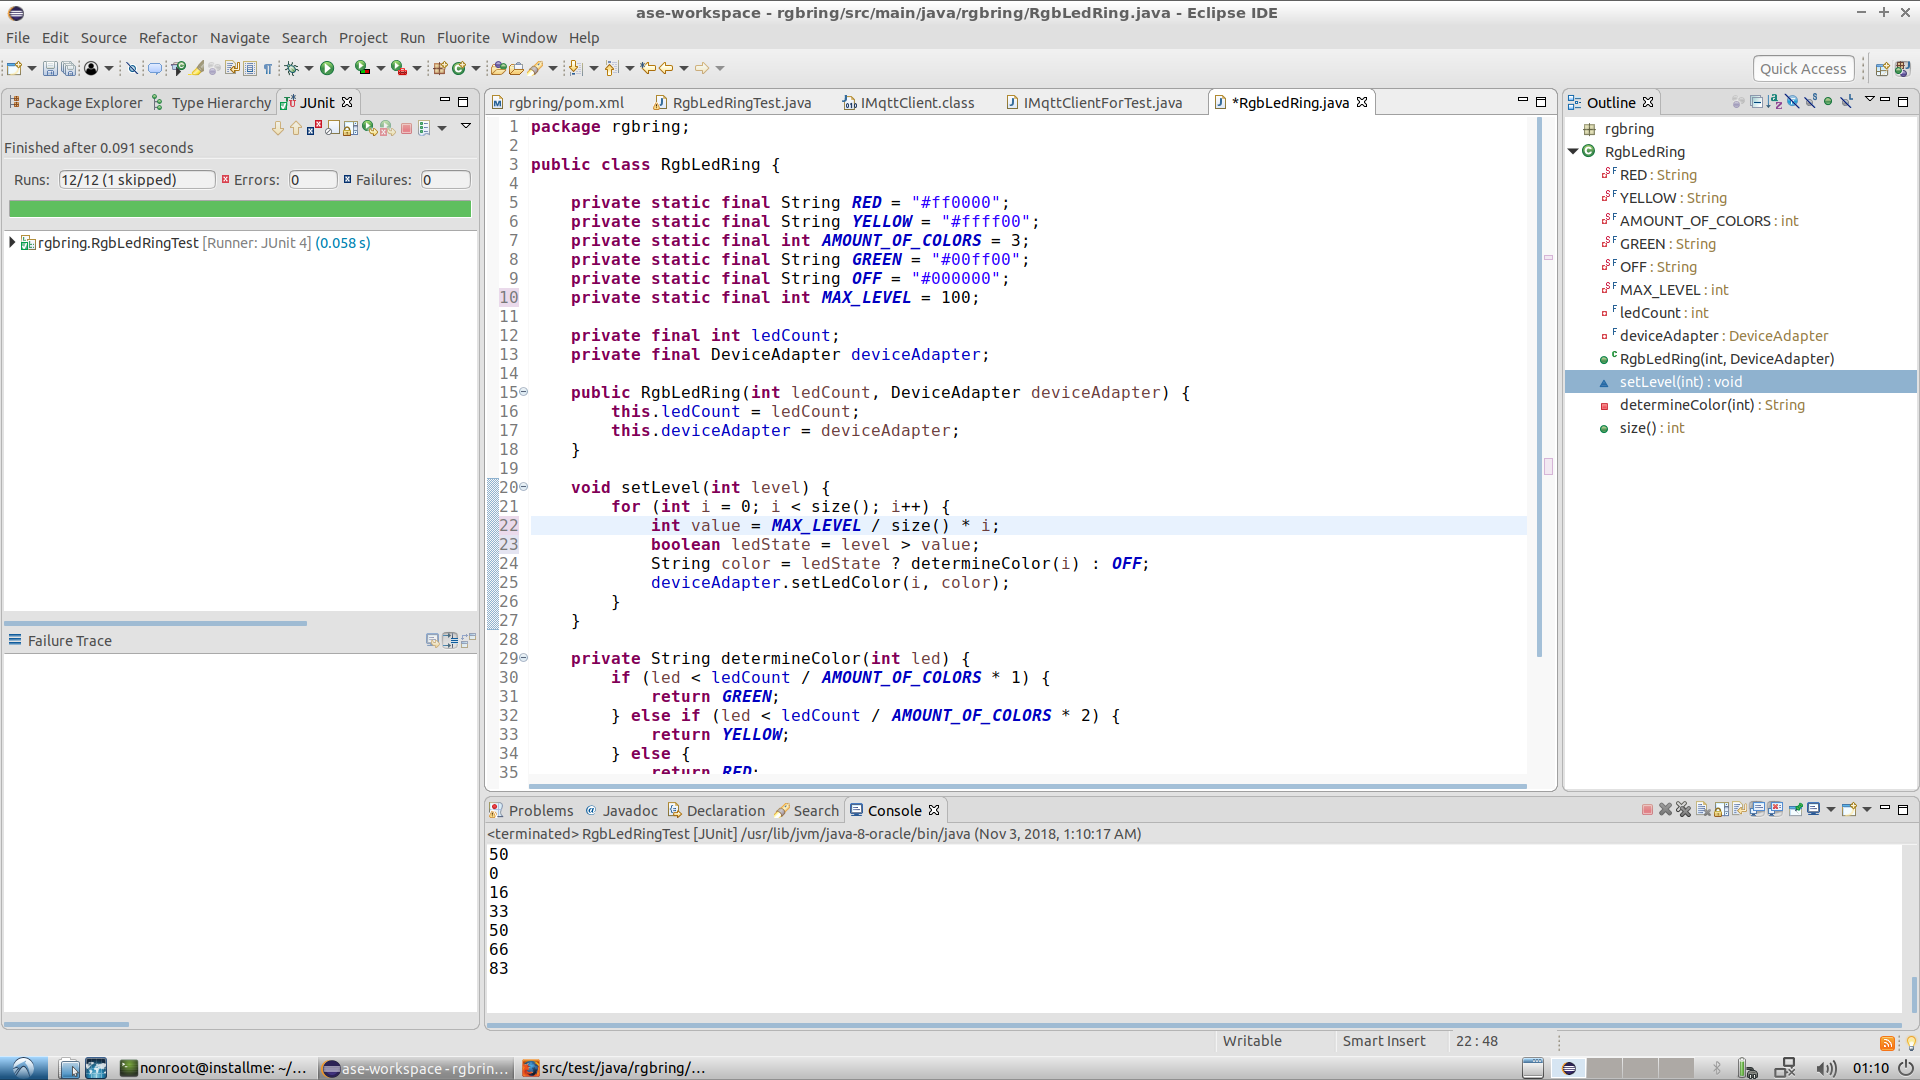 ase-workspace - rgbring/src/main/java/rgbring/RgbLedRing.java - Eclipse IDE
File Edit Source Refactor Navigate Search Project Run Fluorite Window Help
Quick Access
Package Explorer Type Hierarchy JUnit
Finished after 0.091 seconds
Runs: 12/12 (1 skipped) Errors: 0 Failures: 0
rgbring.RgbLedRingTest [Runner: JUnit 4] (0.058 s)
Failure Trace
rgbring/pom.xml RgbLedRingTest.java IMqttClient.class IMqttClientForTest.java *RgbLedRing.java
1 package rgbring;
2
3 public class RgbLedRing {
4
5 private static final String RED = "#ff0000";
6 private static final String YELLOW = "#ffff00";
7 private static final int AMOUNT_OF_COLORS = 3;
8 private static final String GREEN = "#00ff00";
9 private static final String OFF = "#000000";
10 private static final int MAX_LEVEL = 100;
11
12 private final int ledCount;
13 private final DeviceAdapter deviceAdapter;
14
15 public RgbLedRing(int ledCount, DeviceAdapter deviceAdapter) {
16 this.ledCount = ledCount;
17 this.deviceAdapter = deviceAdapter;
18 }
19
20 void setLevel(int level) {
21 for (int i = 0; i < size(); i++) {
22 int value = MAX_LEVEL / size() * i;
23 boolean ledState = level > value;
24 String color = ledState ? determineColor(i) : OFF;
25 deviceAdapter.setLedColor(i, color);
26 }
27 }
28
29 private String determineColor(int led) {
30 if (led < ledCount / AMOUNT_OF_COLORS * 1) {
31 return GREEN;
32 } else if (led < ledCount / AMOUNT_OF_COLORS * 2) {
33 return YELLOW;
34 } else {
35 return RED;
Outline
rgbring
RgbLedRing
RED : String
YELLOW : String
AMOUNT_OF_COLORS : int
GREEN : String
OFF : String
MAX_LEVEL : int
ledCount : int
deviceAdapter : DeviceAdapter
RgbLedRing(int, DeviceAdapter)
setLevel(int) : void
determineColor(int) : String
size() : int
Problems Javadoc Declaration Search Console
<terminated> RgbLedRingTest [JUnit] /usr/lib/jvm/java-8-oracle/bin/java (Nov 3, 2018, 1:10:17 AM)
50
0
16
33
50
66
83
Writable Smart Insert 22 : 48
nonroot@installme: ~/... ase-workspace - rgbrin... src/test/java/rgbring/... 01:10